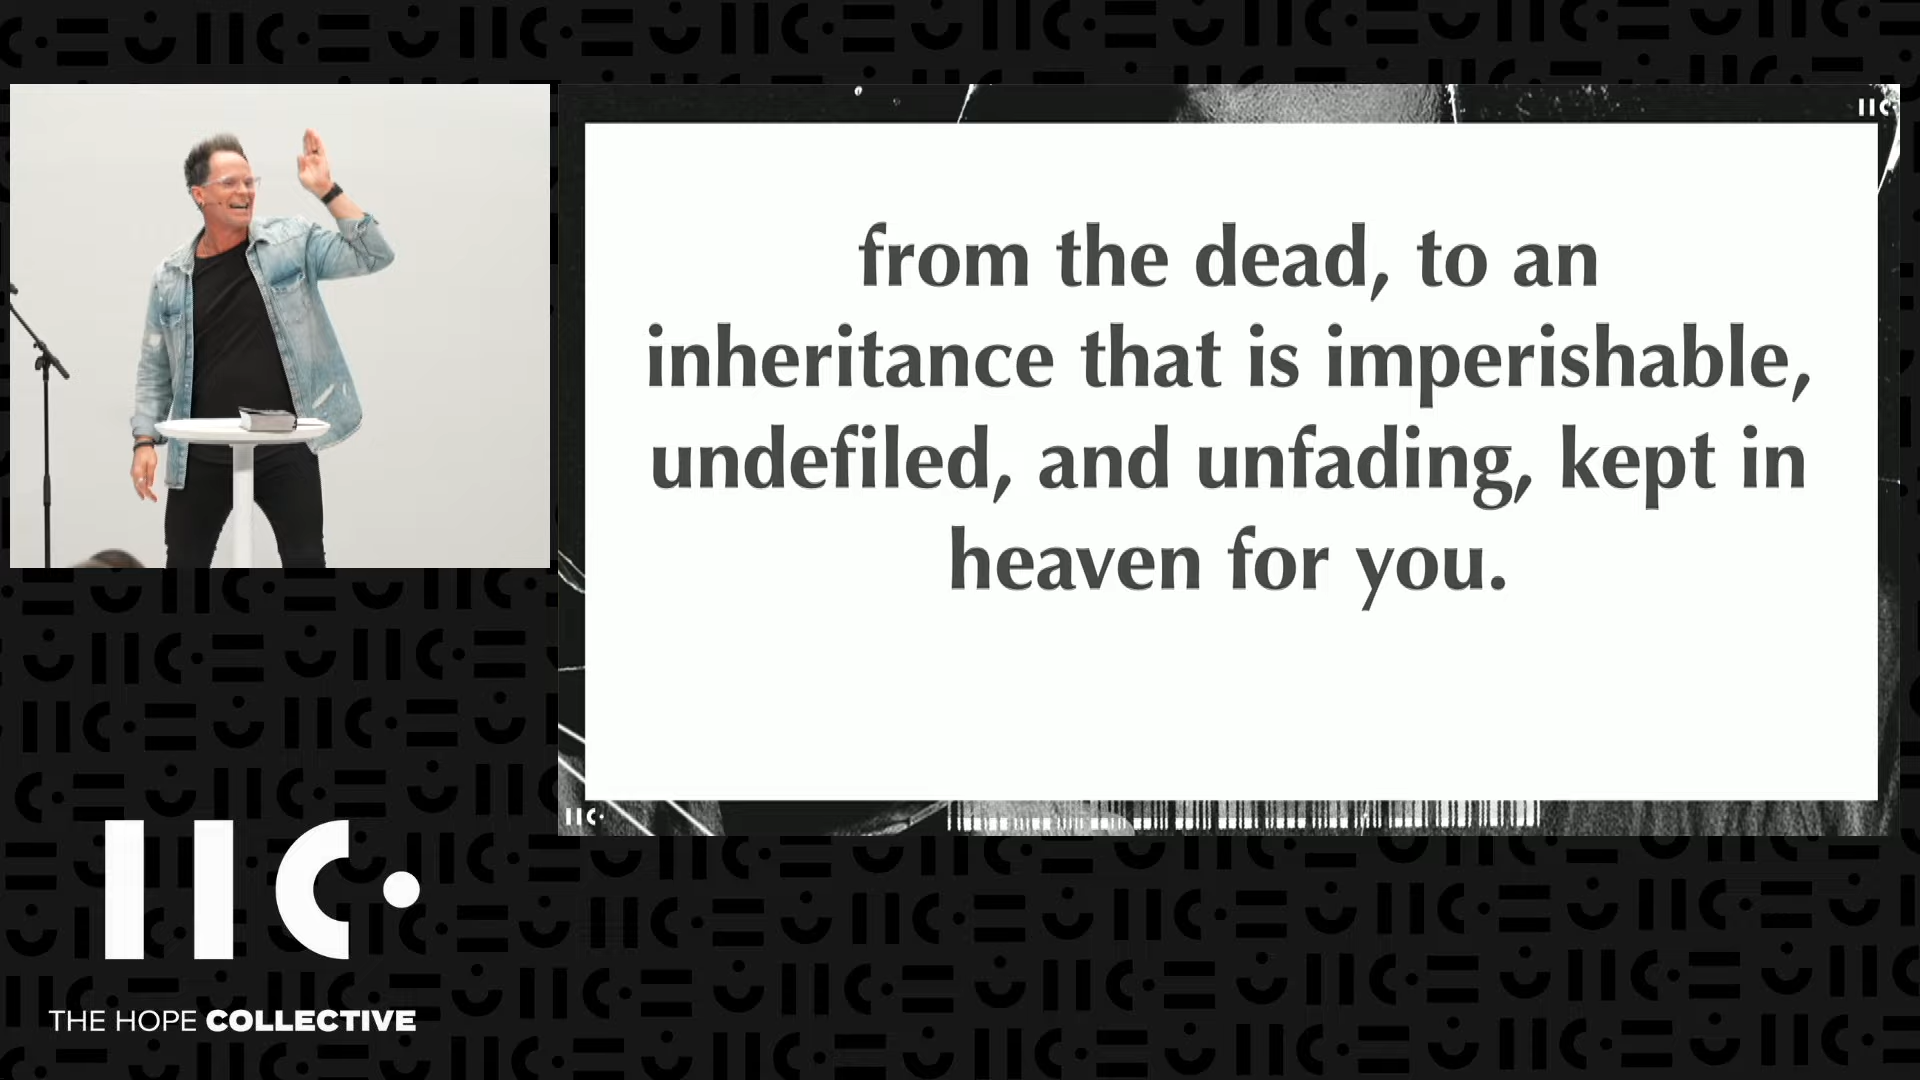 from the dead, to an
inheritance that is imperishable,
undefiled, and unfading, kept in
heaven for you.
THE HOPE COLLECTIVE